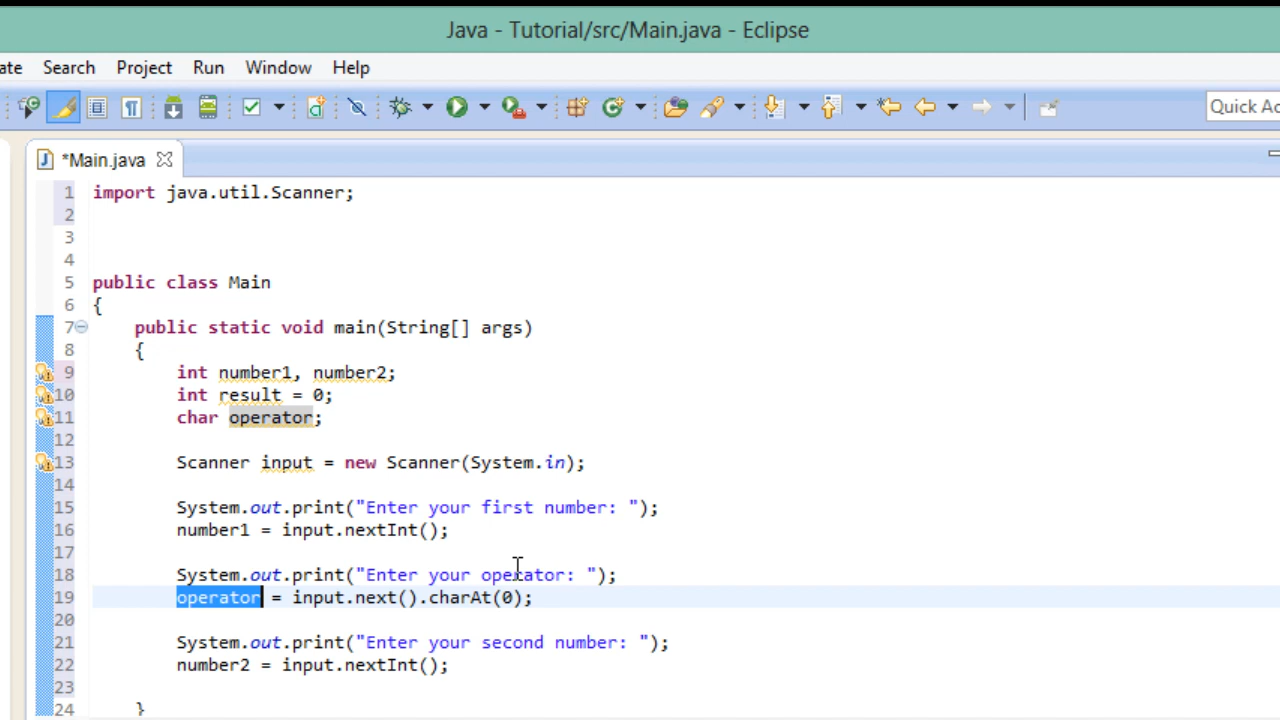 Java - Tutorial/src/Main.java - Eclipse
ate Search Project Run Window Help
Quick Ac
*Main.java
1 import java.util.Scanner;
2
3
4
5 public class Main
6 {
7 public static void main(String[] args)
8 {
9 int number1, number2;
10 int result = 0;
11 char operator;
12
13 Scanner input = new Scanner(System.in);
14
15 System.out.print("Enter your first number: ");
16 number1 = input.nextInt();
17
18 System.out.print("Enter your operator: ");
19 operator = input.next().charAt(0);
20
21 System.out.print("Enter your second number: ");
22 number2 = input.nextInt();
23
24 }